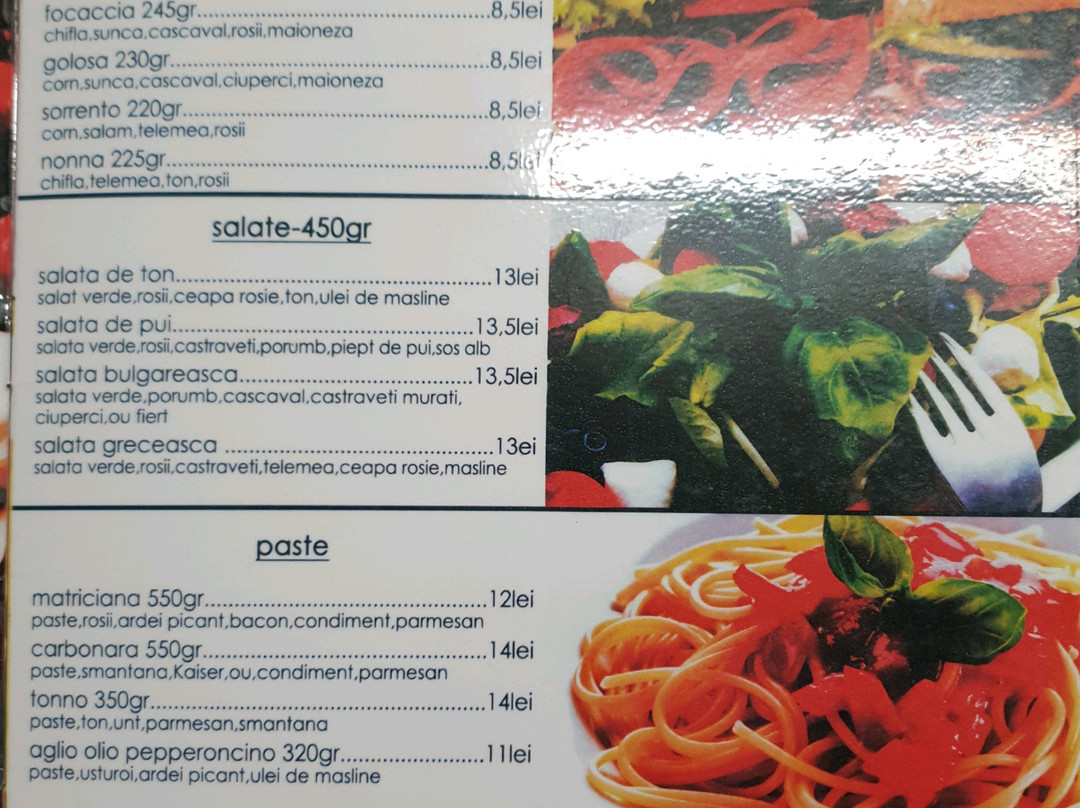 focaccia 245gr..................................................8,5lei
chifla,sunca,cascaval,rosii,maioneza
golosa 230gr......................................................8,5lei
corn,sunca,cascaval,ciuperci,maioneza
sorrento 220gr....................................................8,5lei
corn,salam,telemea,rosii
nonna 225gr.......................................................8,5lei
chifla,telemea,ton,rosii
salate-450gr
salata de ton.....................................................13lei
salat verde,rosii,ceapa rosie,ton,ulei de masline
salata de pui..................................................13,5lei
salata verde,rosii,castraveti,porumb,piept de pui,sos alb
salata bulgareasca.....................................13,5lei
salata verde,porumb,cascaval,castraveti murati,
ciuperci,ou fiert
salata greceasca ..........................................13ei
salata verde,rosii,castraveti,telemea,ceapa rosie,masline
paste
matriciana 550gr.............................................12lei
paste,rosii,ardei picant,bacon,condiment,parmesan
carbonara 550gr.............................................14lei
paste,smantana,Kaiser,ou,condiment,parmesan
tonno 350gr.....................................................14lei
paste,ton,unt,parmesan,smantana
aglio olio pepperoncino 320gr.......................11lei
paste,usturoi,ardei picant,ulei de masline